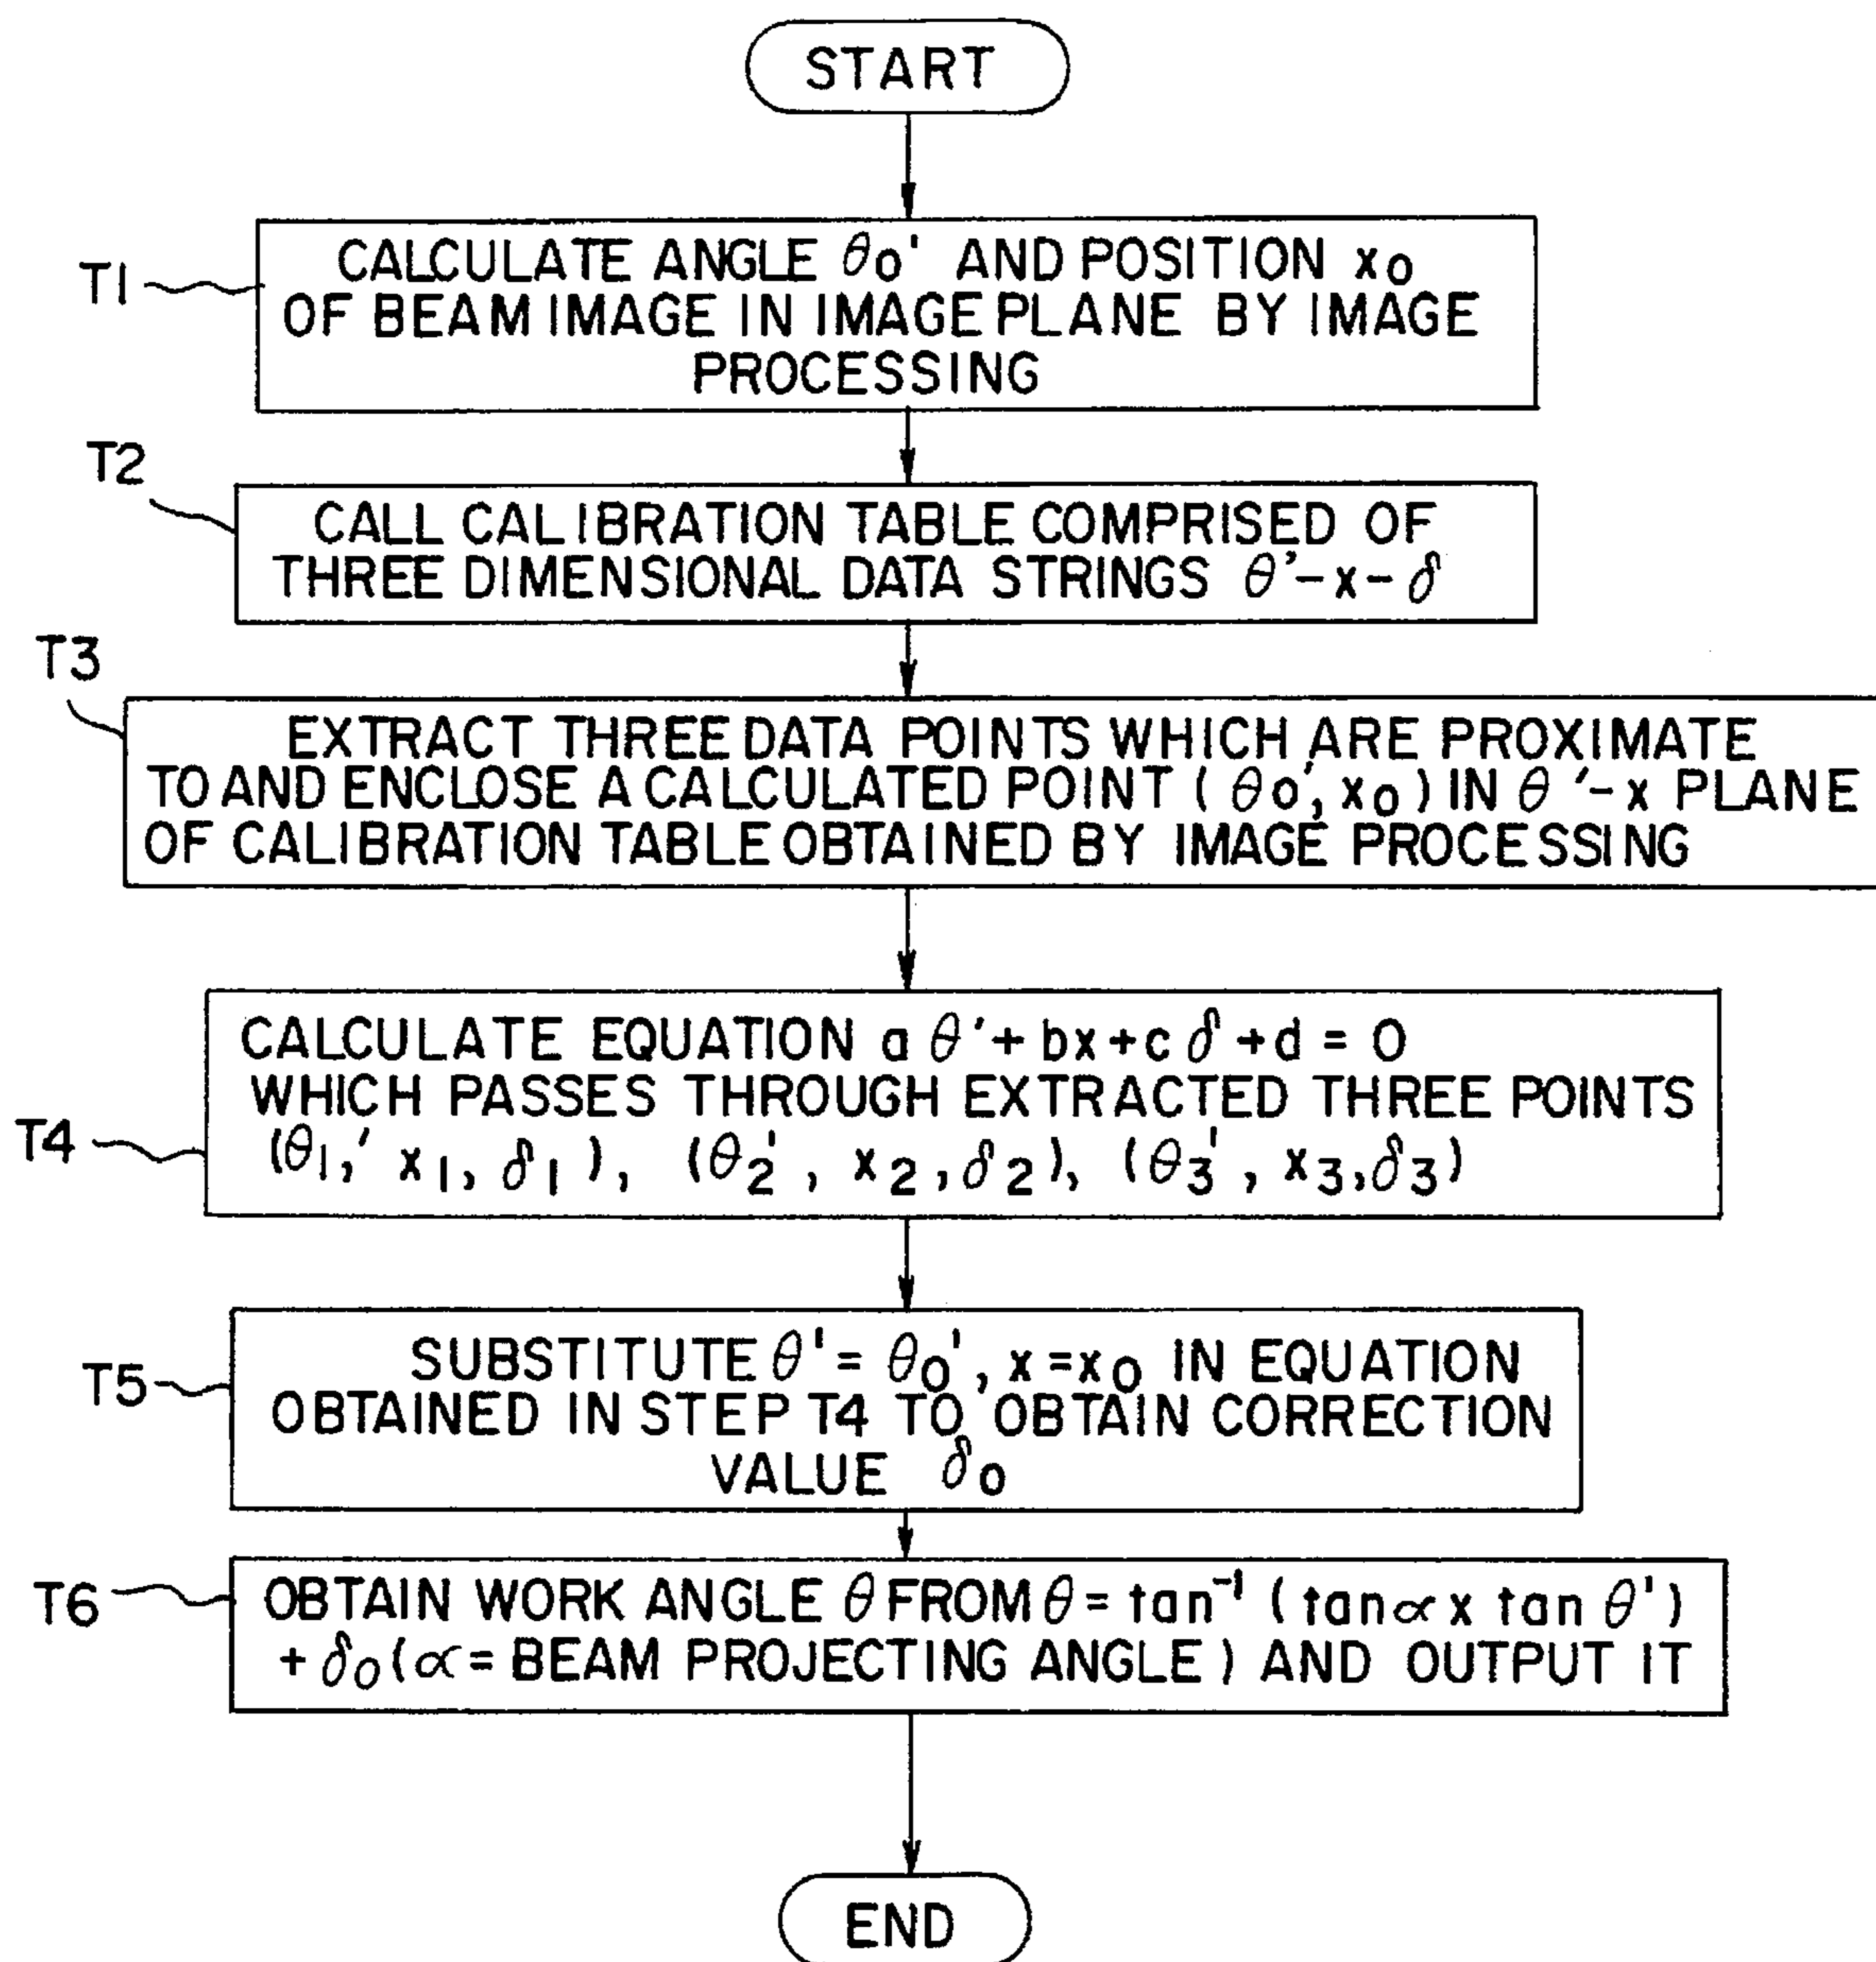 START
T1
CALCULATE ANGLE θ0' AND POSITION x0
OF BEAM IMAGE IN IMAGE PLANE BY IMAGE
PROCESSING
T2
CALL CALIBRATION TABLE COMPRISED OF
THREE DIMENSIONAL DATA STRINGS θ'-x-δ
T3
EXTRACT THREE DATA POINTS WHICH ARE PROXIMATE
TO AND ENCLOSE A CALCULATED POINT (θ0', x0) IN θ'-x PLANE
OF CALIBRATION TABLE OBTAINED BY IMAGE PROCESSING
T4
CALCULATE EQUATION aθ'+bx+cδ+d=0
WHICH PASSES THROUGH EXTRACTED THREE POINTS
(θ1,' x1, δ1), (θ2', x2, δ2), (θ3', x3, δ3)
T5
SUBSTITUTE θ'=θ0', x=x0 IN EQUATION
OBTAINED IN STEP T4 TO OBTAIN CORRECTION
VALUE δ0
T6
OBTAIN WORK ANGLE θ FROM θ=tan⁻¹(tanα x tan θ')
+δ0(α=BEAM PROJECTING ANGLE) AND OUTPUT IT
END